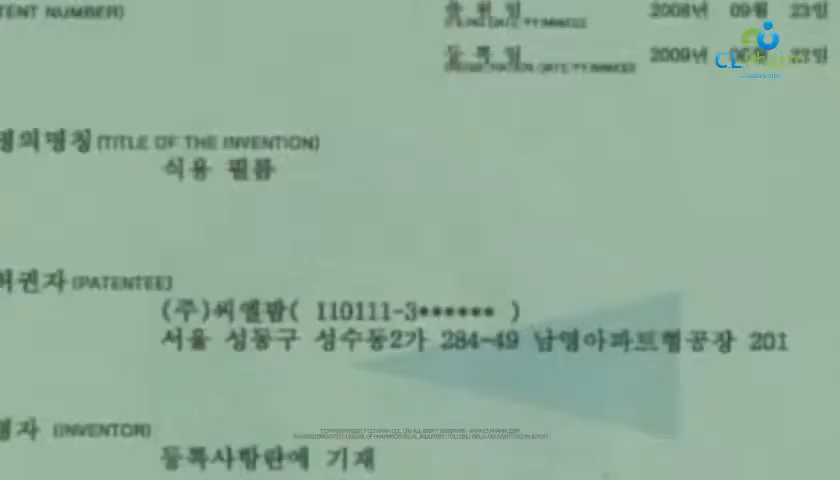 TENT NUMBER)
출 원 일 2008년 09월 23일
등 록 일 2009년
명의명칭 (TITLE OF THE INVENTION)
식용 필름
허권자 (PATENTEE)
(주)씨엘팜( 110111-3●●●●●● )
서울 성동구 성수동2가 284-49 남영아파트형공장 201
명자 (INVENTOR)
등록사항란에 기재